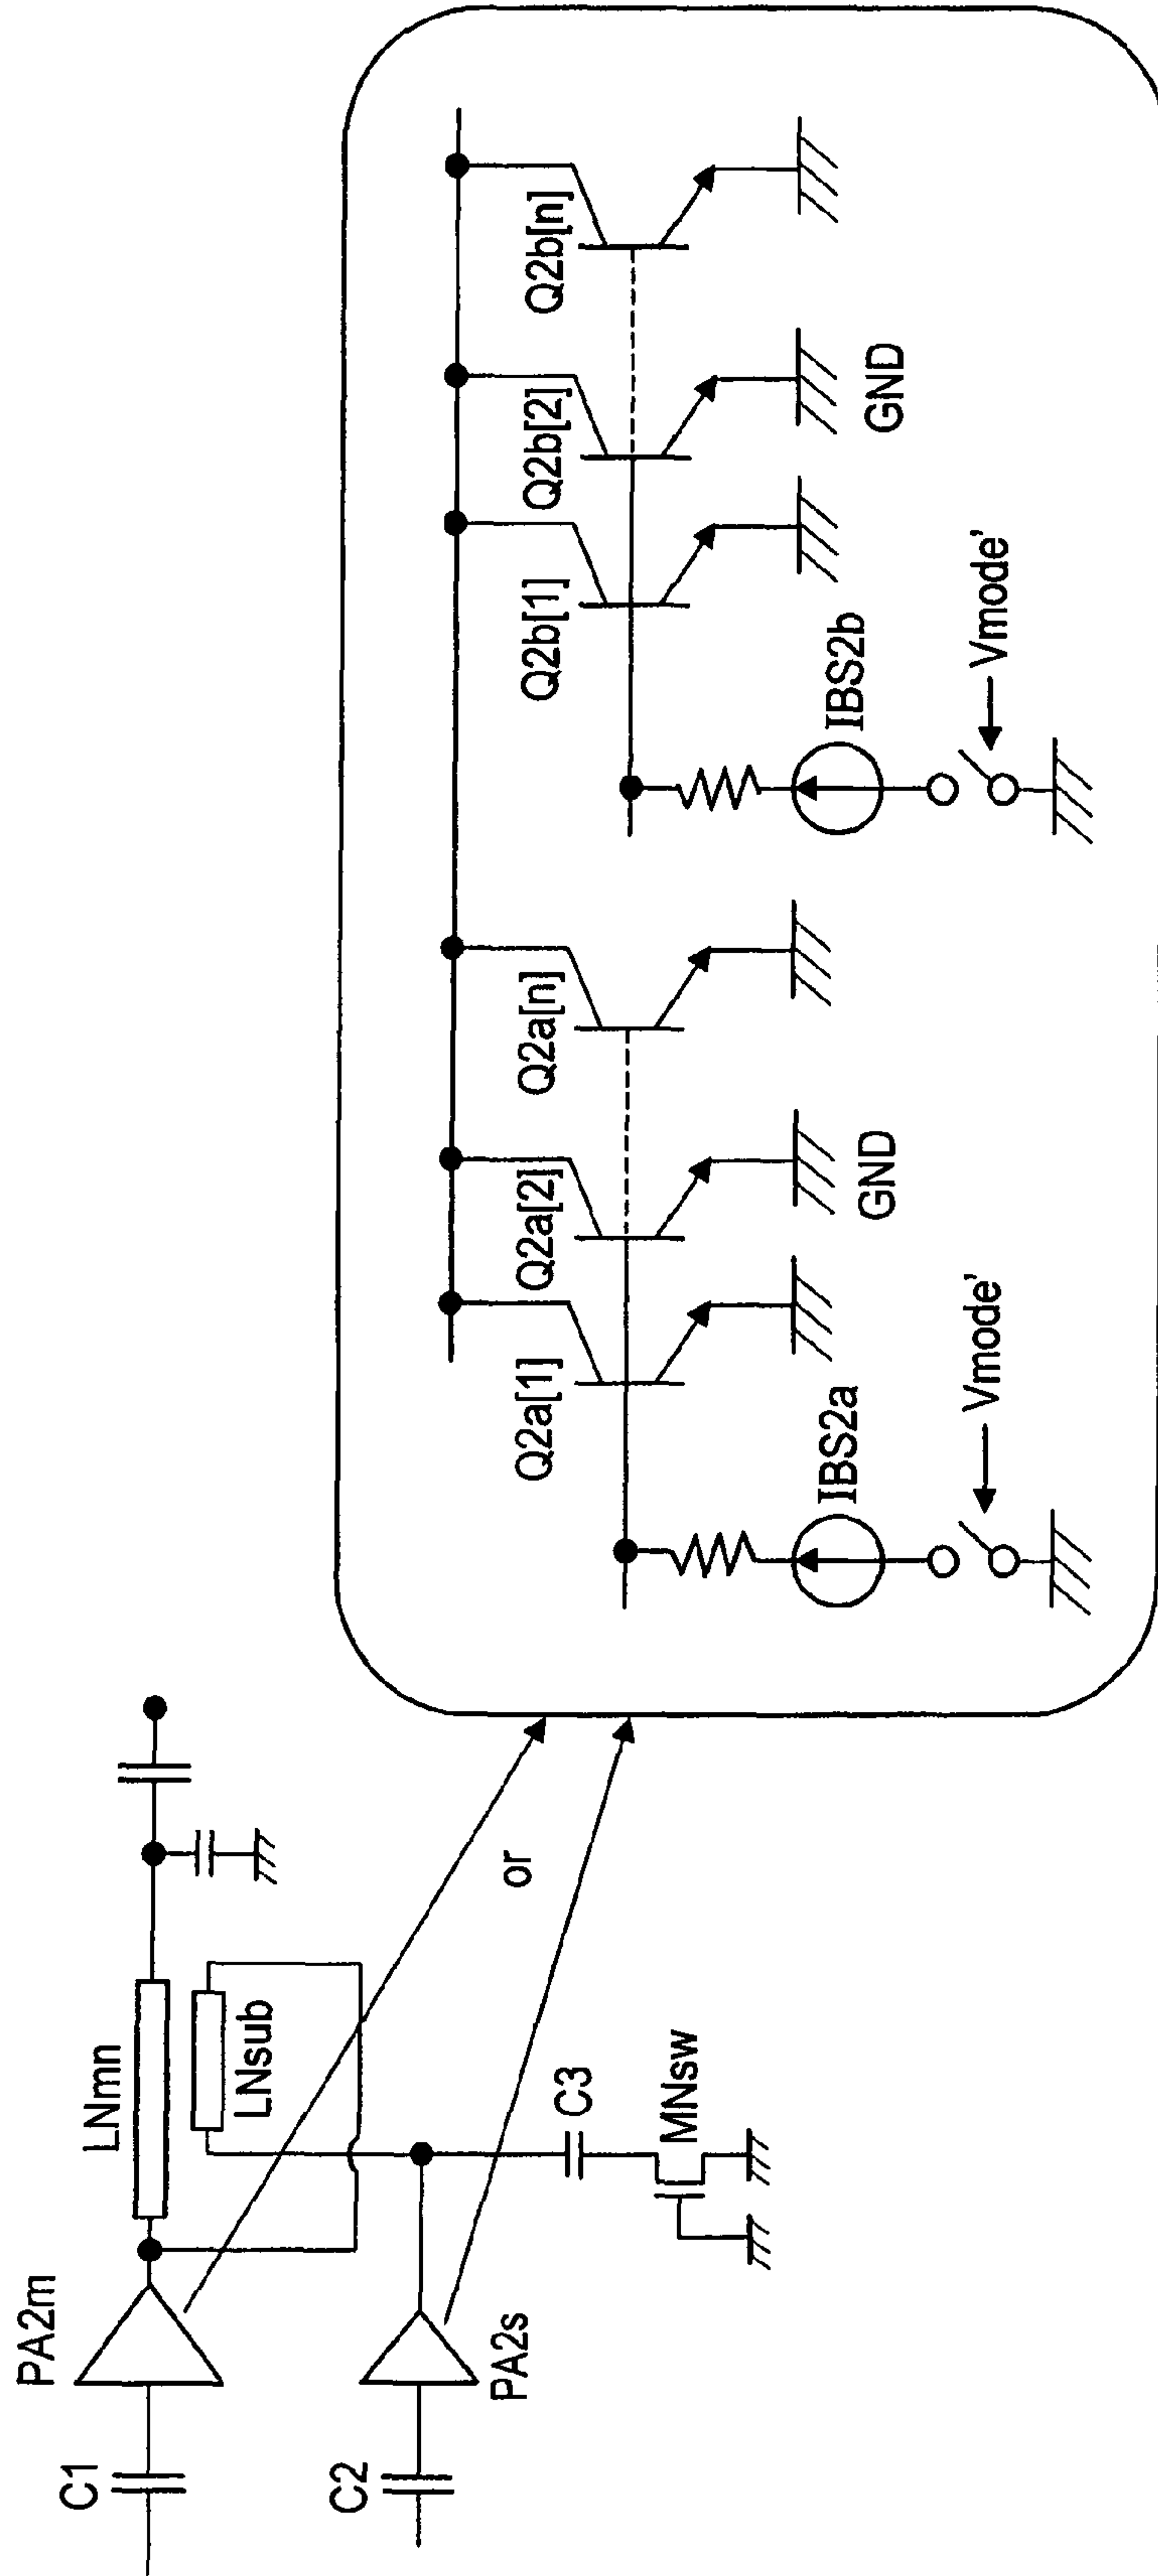 C1
PA2m
LNmn
LNsub
C2
PA2s
C3
MNsw
or
Q2a[1]
Q2a[2]
Q2a[n]
Q2b[1]
Q2b[2]
Q2b[n]
GND
GND
IBS2a
IBS2b
Vmode'
Vmode'